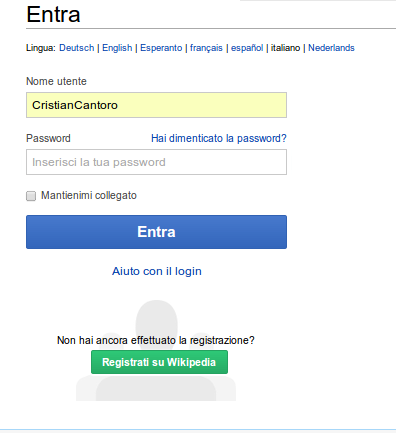 Entra
Lingua: Deutsch | English | Esperanto | français | español | italiano | Nederlands
Nome utente
CristianCantoro
Password Hai dimenticato la password?
Inserisci la tua password
Mantienimi collegato
Entra
Aiuto con il login
Non hai ancora effettuato la registrazione?
Registrati su Wikipedia